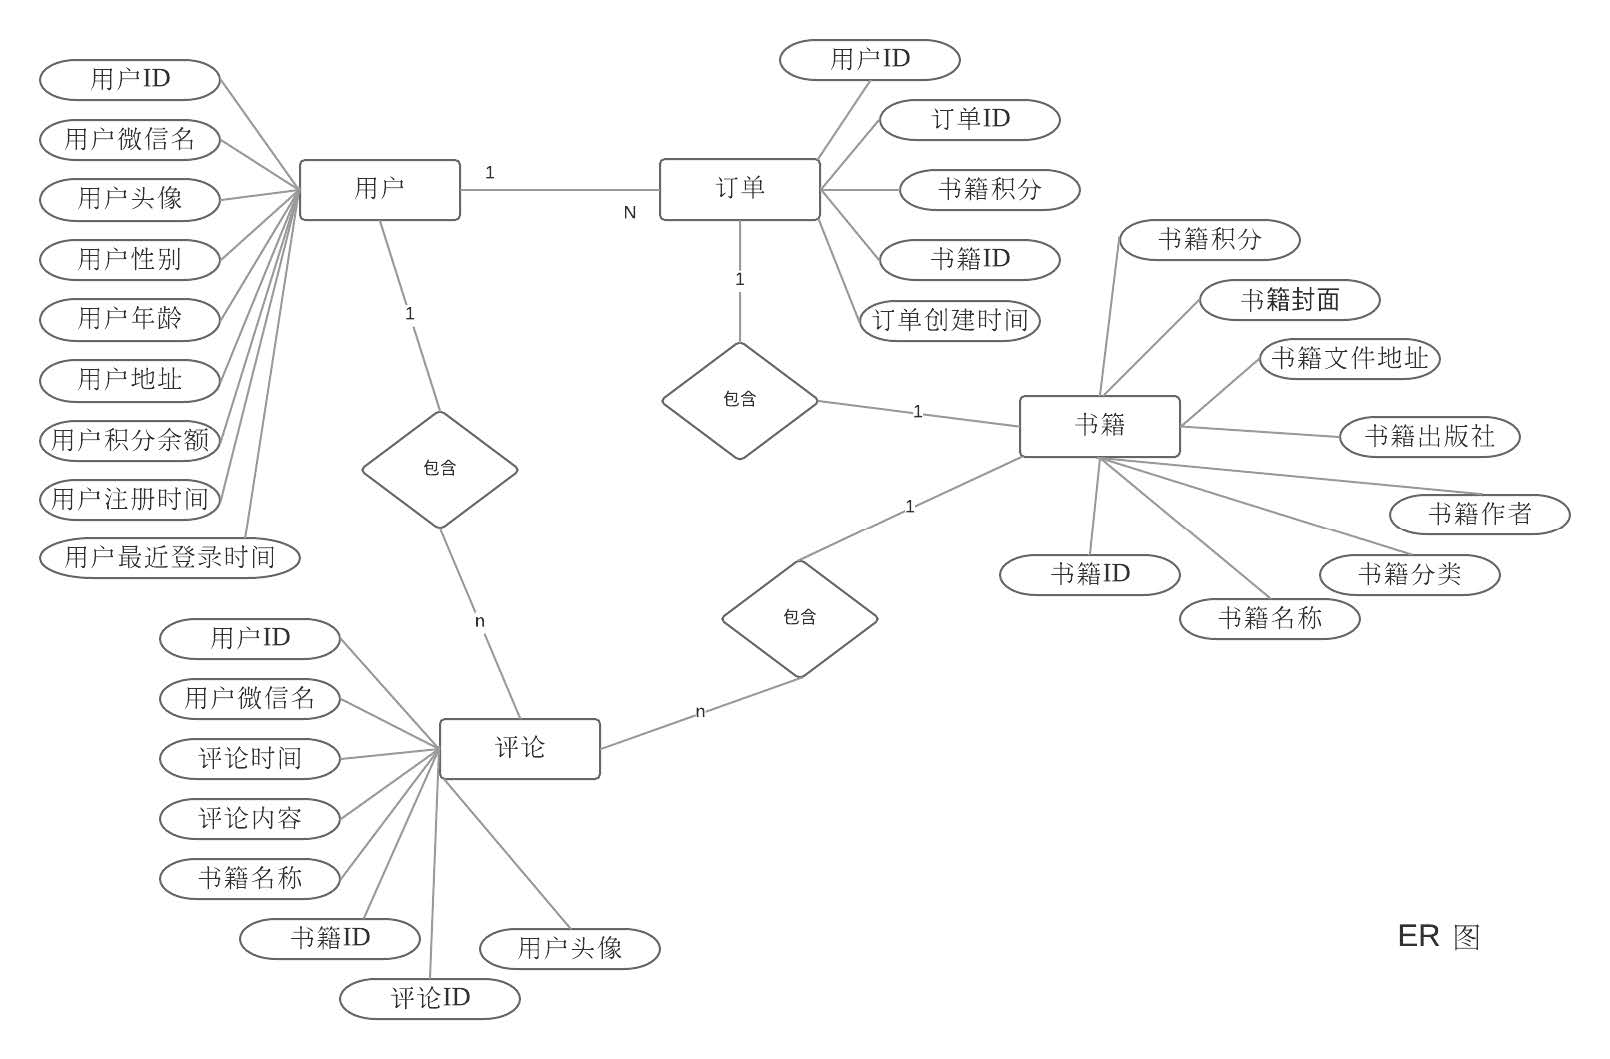 用户ID
用户微信名
用户头像
用户性别
用户年龄
用户地址
用户积分余额
用户注册时间
用户最近登录时间
用户
1
N
订单
用户ID
订单ID
书籍积分
书籍ID
订单创建时间
1
包含
1
1
包含
n
书籍积分
书籍封面
书籍文件地址
书籍出版社
书籍作者
书籍分类
书籍名称
书籍ID
书籍
1
包含
n
用户ID
用户微信名
评论时间
评论内容
书籍名称
书籍ID
评论ID
用户头像
评论
ER 图